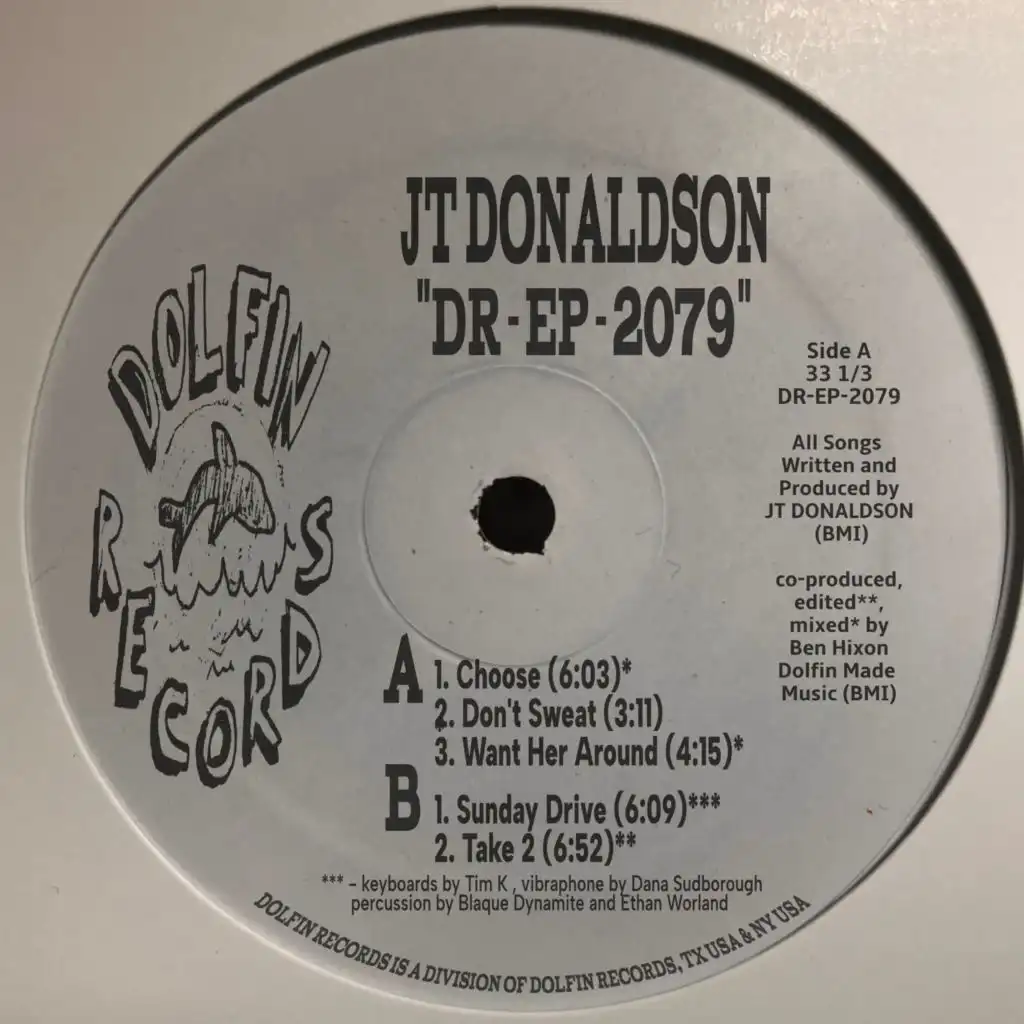 JT DONALDSON
"DR-EP-2079"
DOLFIN
RECORDS
Side A
33 1/3
DR-EP-2079
All Songs
Written and
Produced by
JT DONALDSON
(BMI)
co-produced,
edited**,
mixed* by
Ben Hixon
Dolfin Made
Music (BMI)
A
1. Choose (6:03)*
2. Don't Sweat (3:11)
3. Want Her Around (4:15)*
B
1. Sunday Drive (6:09)***
2. Take 2 (6:52)**
*** - keyboards by Tim K , vibraphone by Dana Sudborough
percussion by Blaque Dynamite and Ethan Worland
DOLFIN RECORDS IS A DIVISION OF DOLFIN RECORDS, TX USA & NY USA